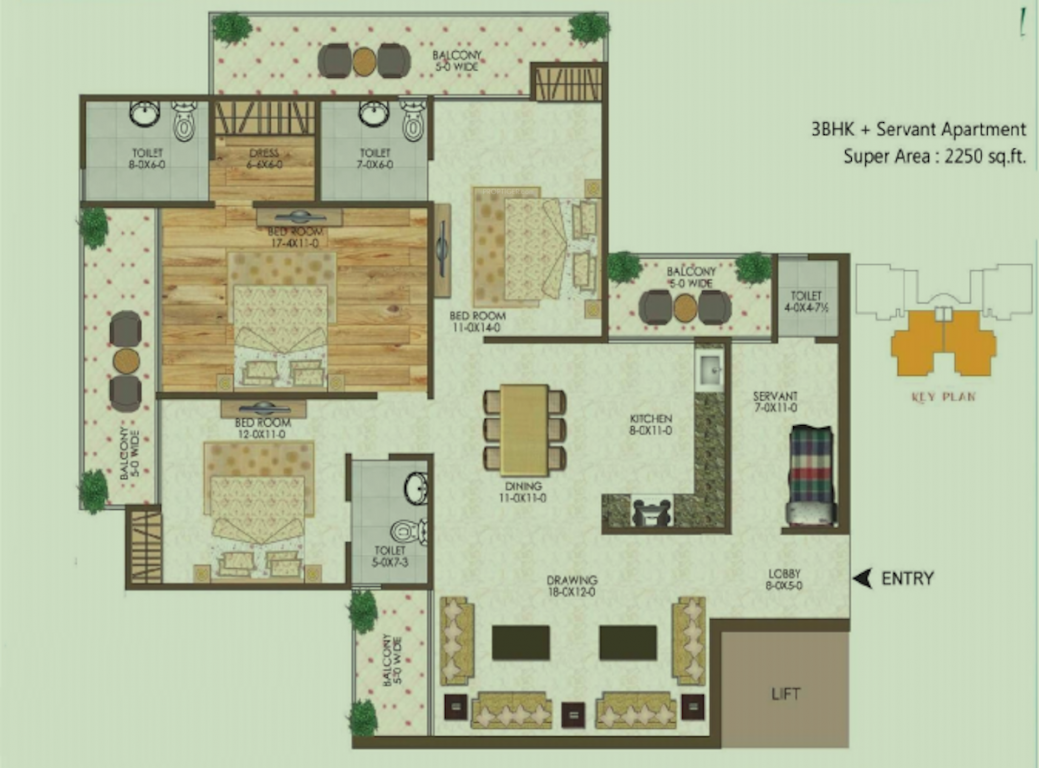 BALCONY
5-0 WIDE
3BHK + Servant Apartment
Super Area : 2250 sq.ft.
TOILET
8-0X6-0
DRESS
6-6X6-0
TOILET
7-0X6-0
BED ROOM
17-4X11-0
BALCONY
5-0 WIDE
TOILET
4-0X4-7½
BED ROOM
11-0X14-0
KEY PLAN
SERVANT
7-0X11-0
KITCHEN
8-0X11-0
BED ROOM
12-0X11-0
BALCONY
5-0 WIDE
DINING
11-0X11-0
TOILET
5-0X7-3
DRAWING
18-0X12-0
LOBBY
8-0X5-0
ENTRY
BALCONY
5-0 WIDE
LIFT